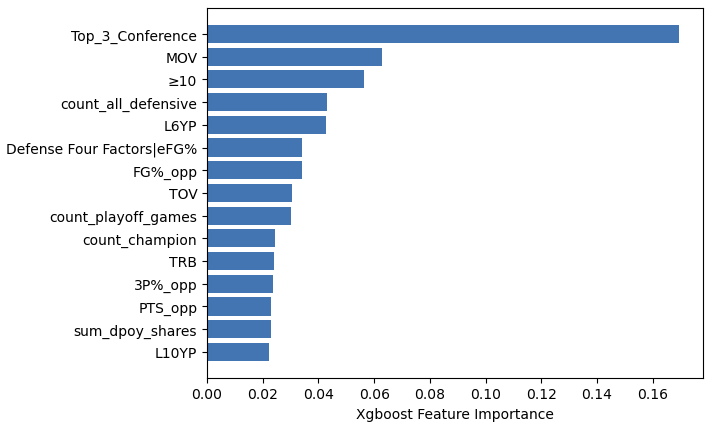 Top_3_Conference
MOV
≥10
count_all_defensive
L6YP
Defense Four Factors|eFG%
FG%_opp
TOV
count_playoff_games
count_champion
TRB
3P%_opp
PTS_opp
sum_dpoy_shares
L10YP
0.00 0.02 0.04 0.06 0.08 0.10 0.12 0.14 0.16
Xgboost Feature Importance